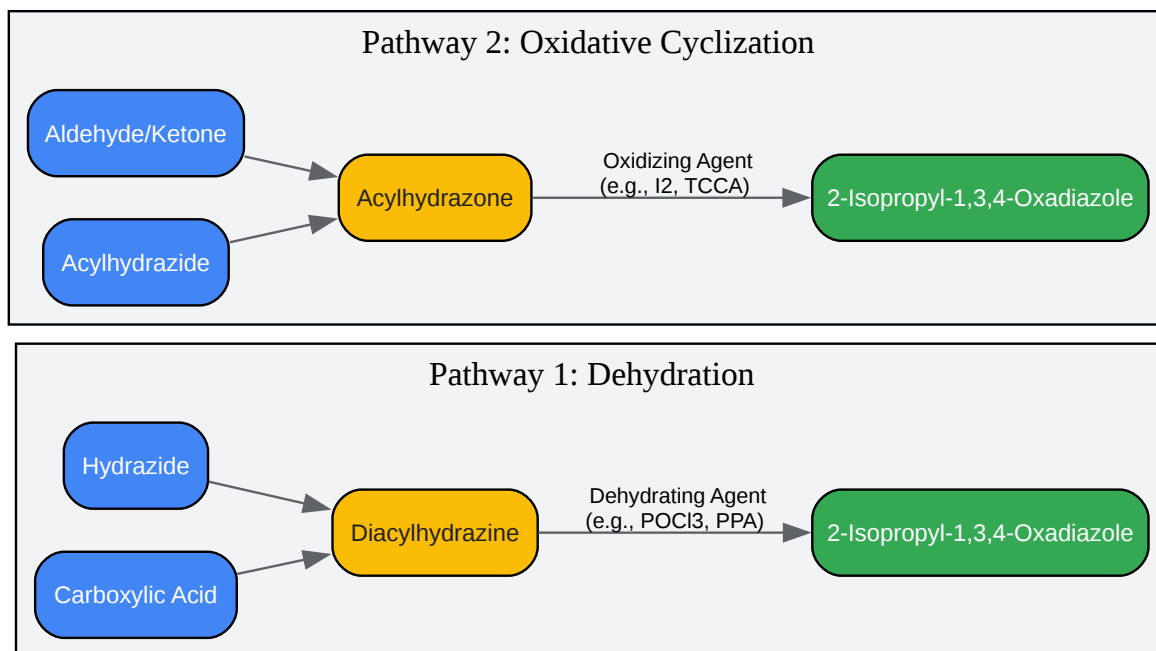 Pathway 2: Oxidative Cyclization
Aldehyde/Ketone
Acylhydrazide
Acylhydrazone
Oxidizing Agent
(e.g., I2, TCCA)
2-Isopropyl-1,3,4-Oxadiazole
Pathway 1: Dehydration
Hydrazide
Carboxylic Acid
Diacylhydrazine
Dehydrating Agent
(e.g., POCl3, PPA)
2-Isopropyl-1,3,4-Oxadiazole